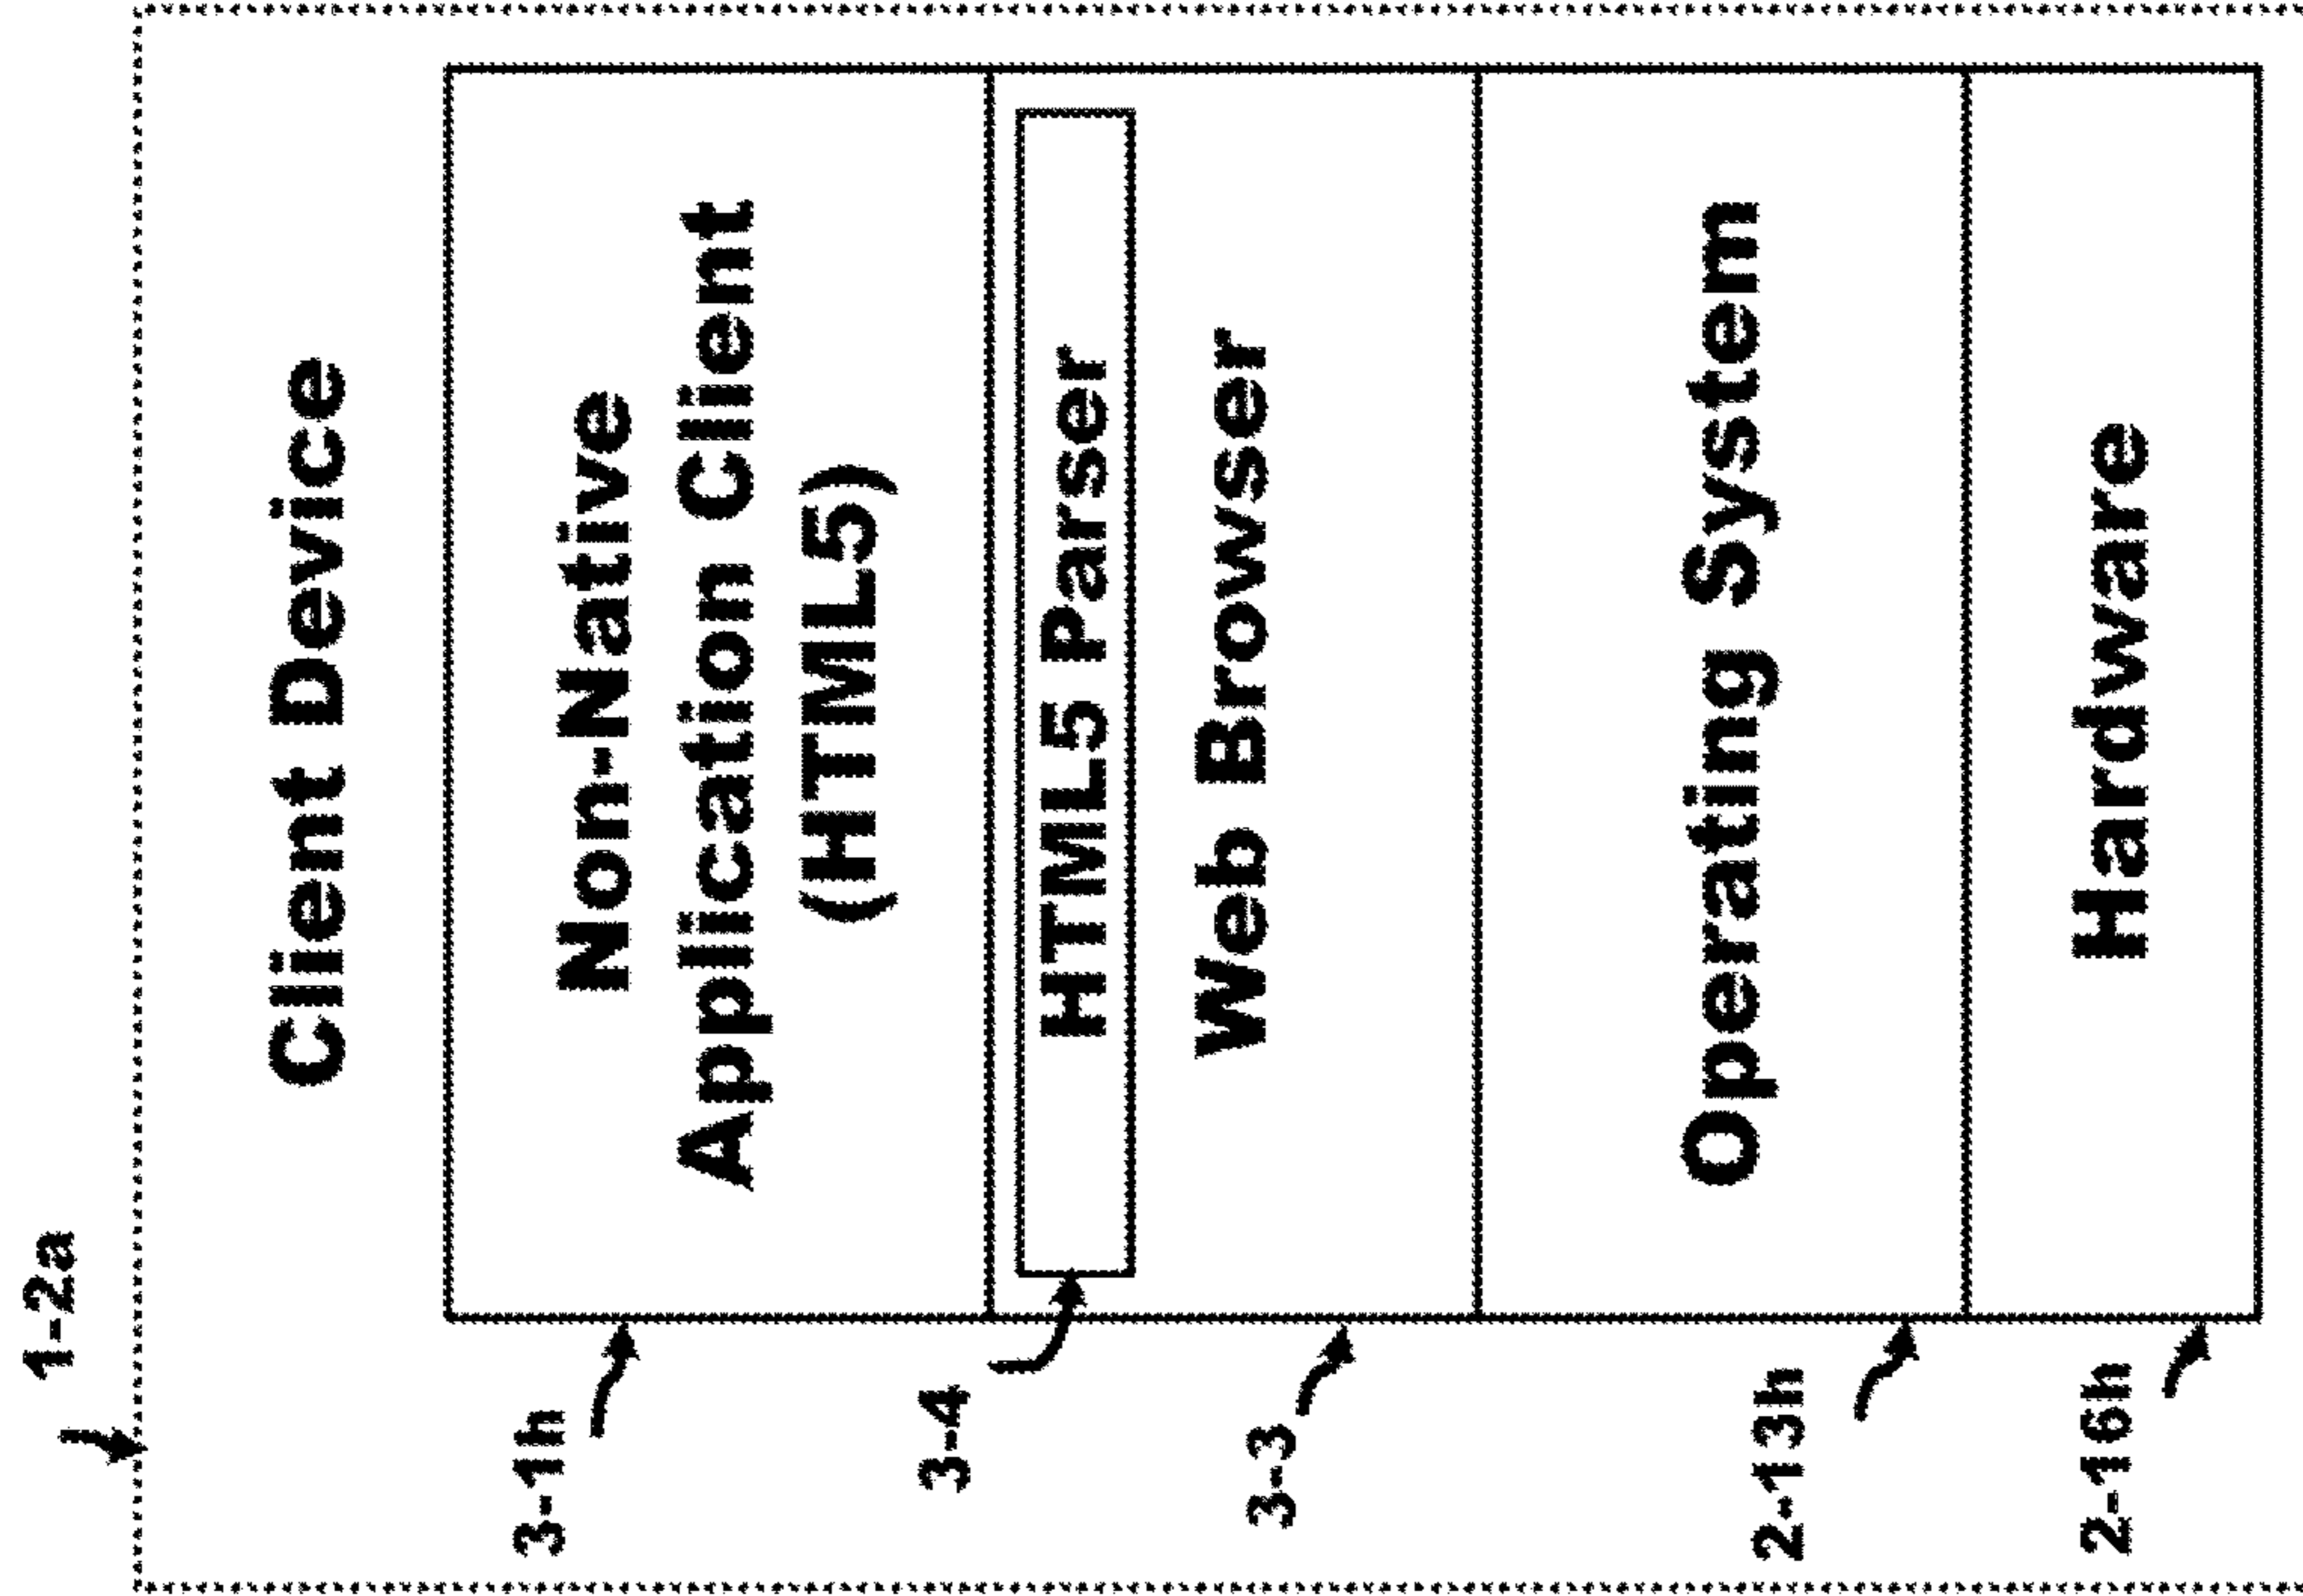 1-2a
Client Device
3-1h
Non-Native
Application Client
(HTML5)
3-4
HTML5 Parser
3-3
Web Browser
2-13h
Operating System
2-16h
Hardware